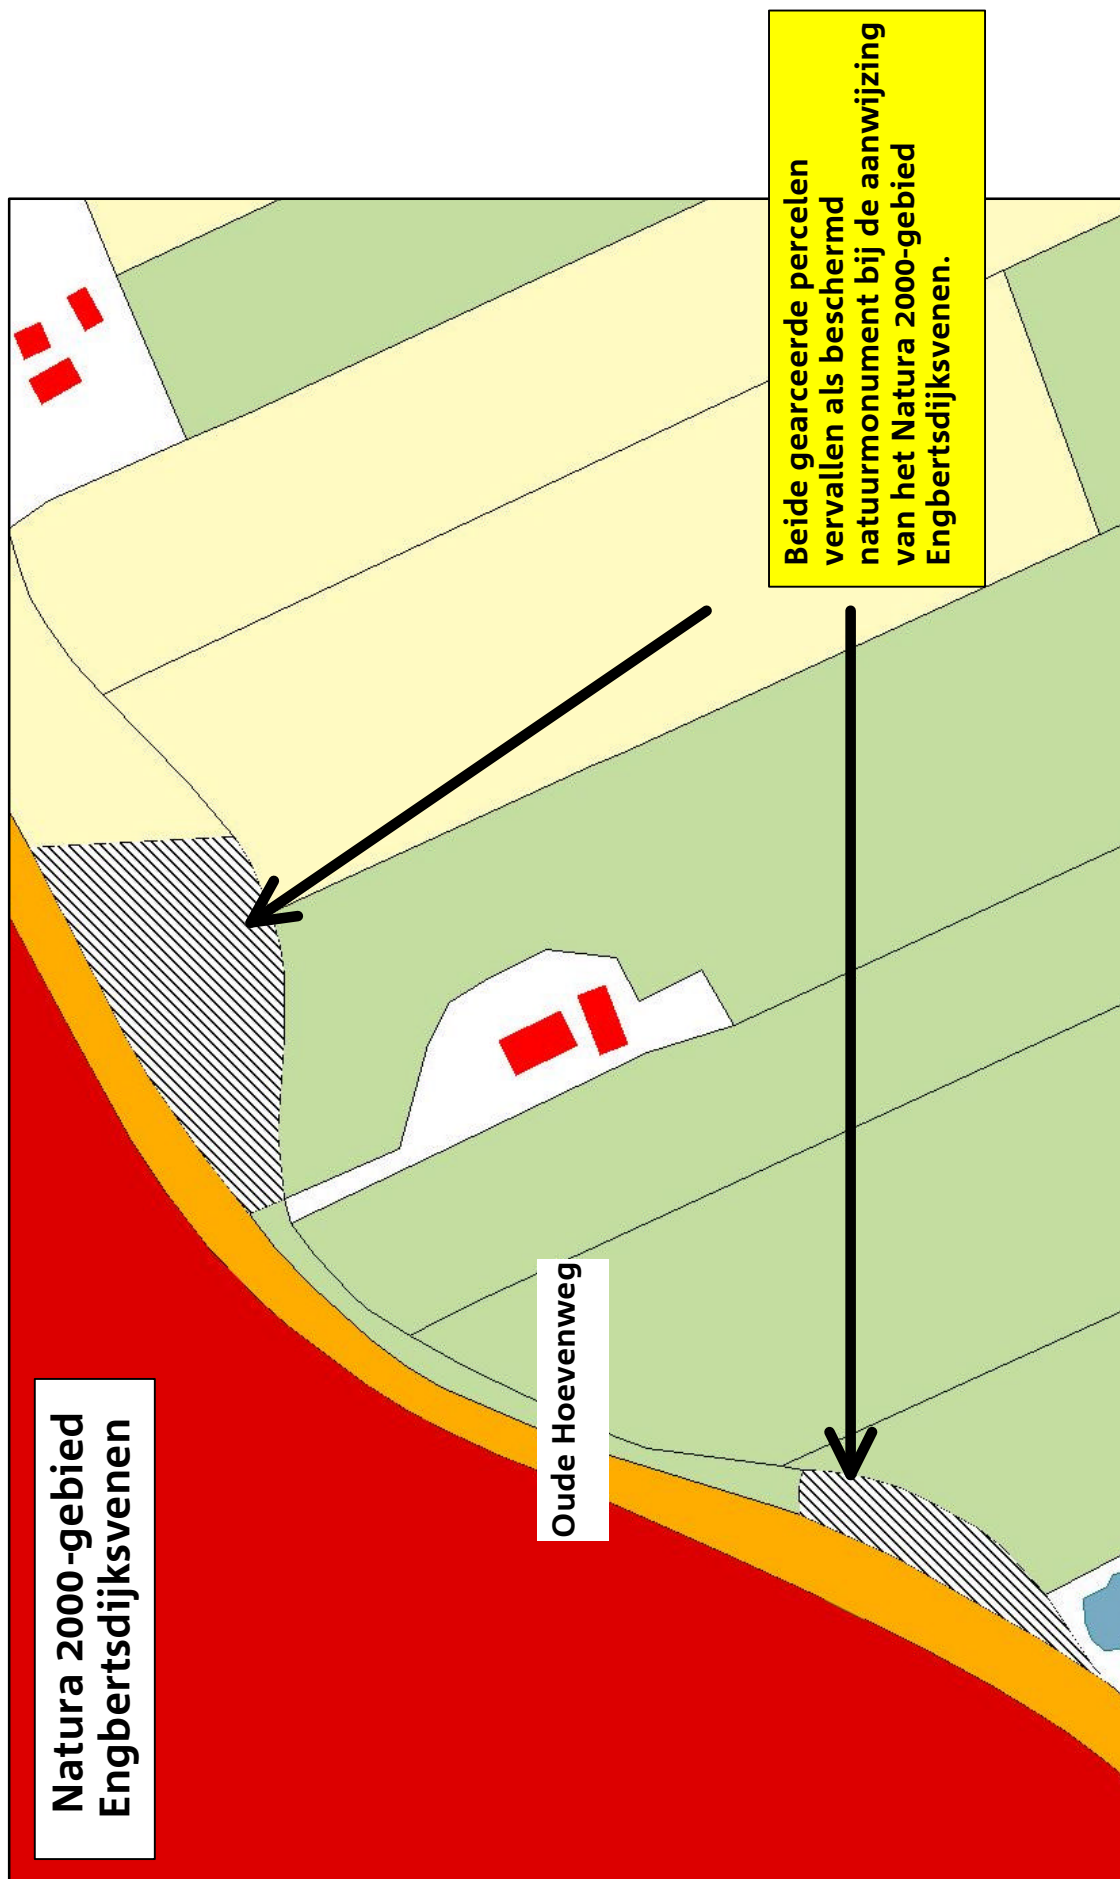 Natura 2000-gebied
Engbertsdijksvenen
Oude Hoevenweg
Beide gearceerde percelen
vervallen als beschermd
natuurmonument bij de aanwijzing
van het Natura 2000-gebied
Engbertsdijksvenen.